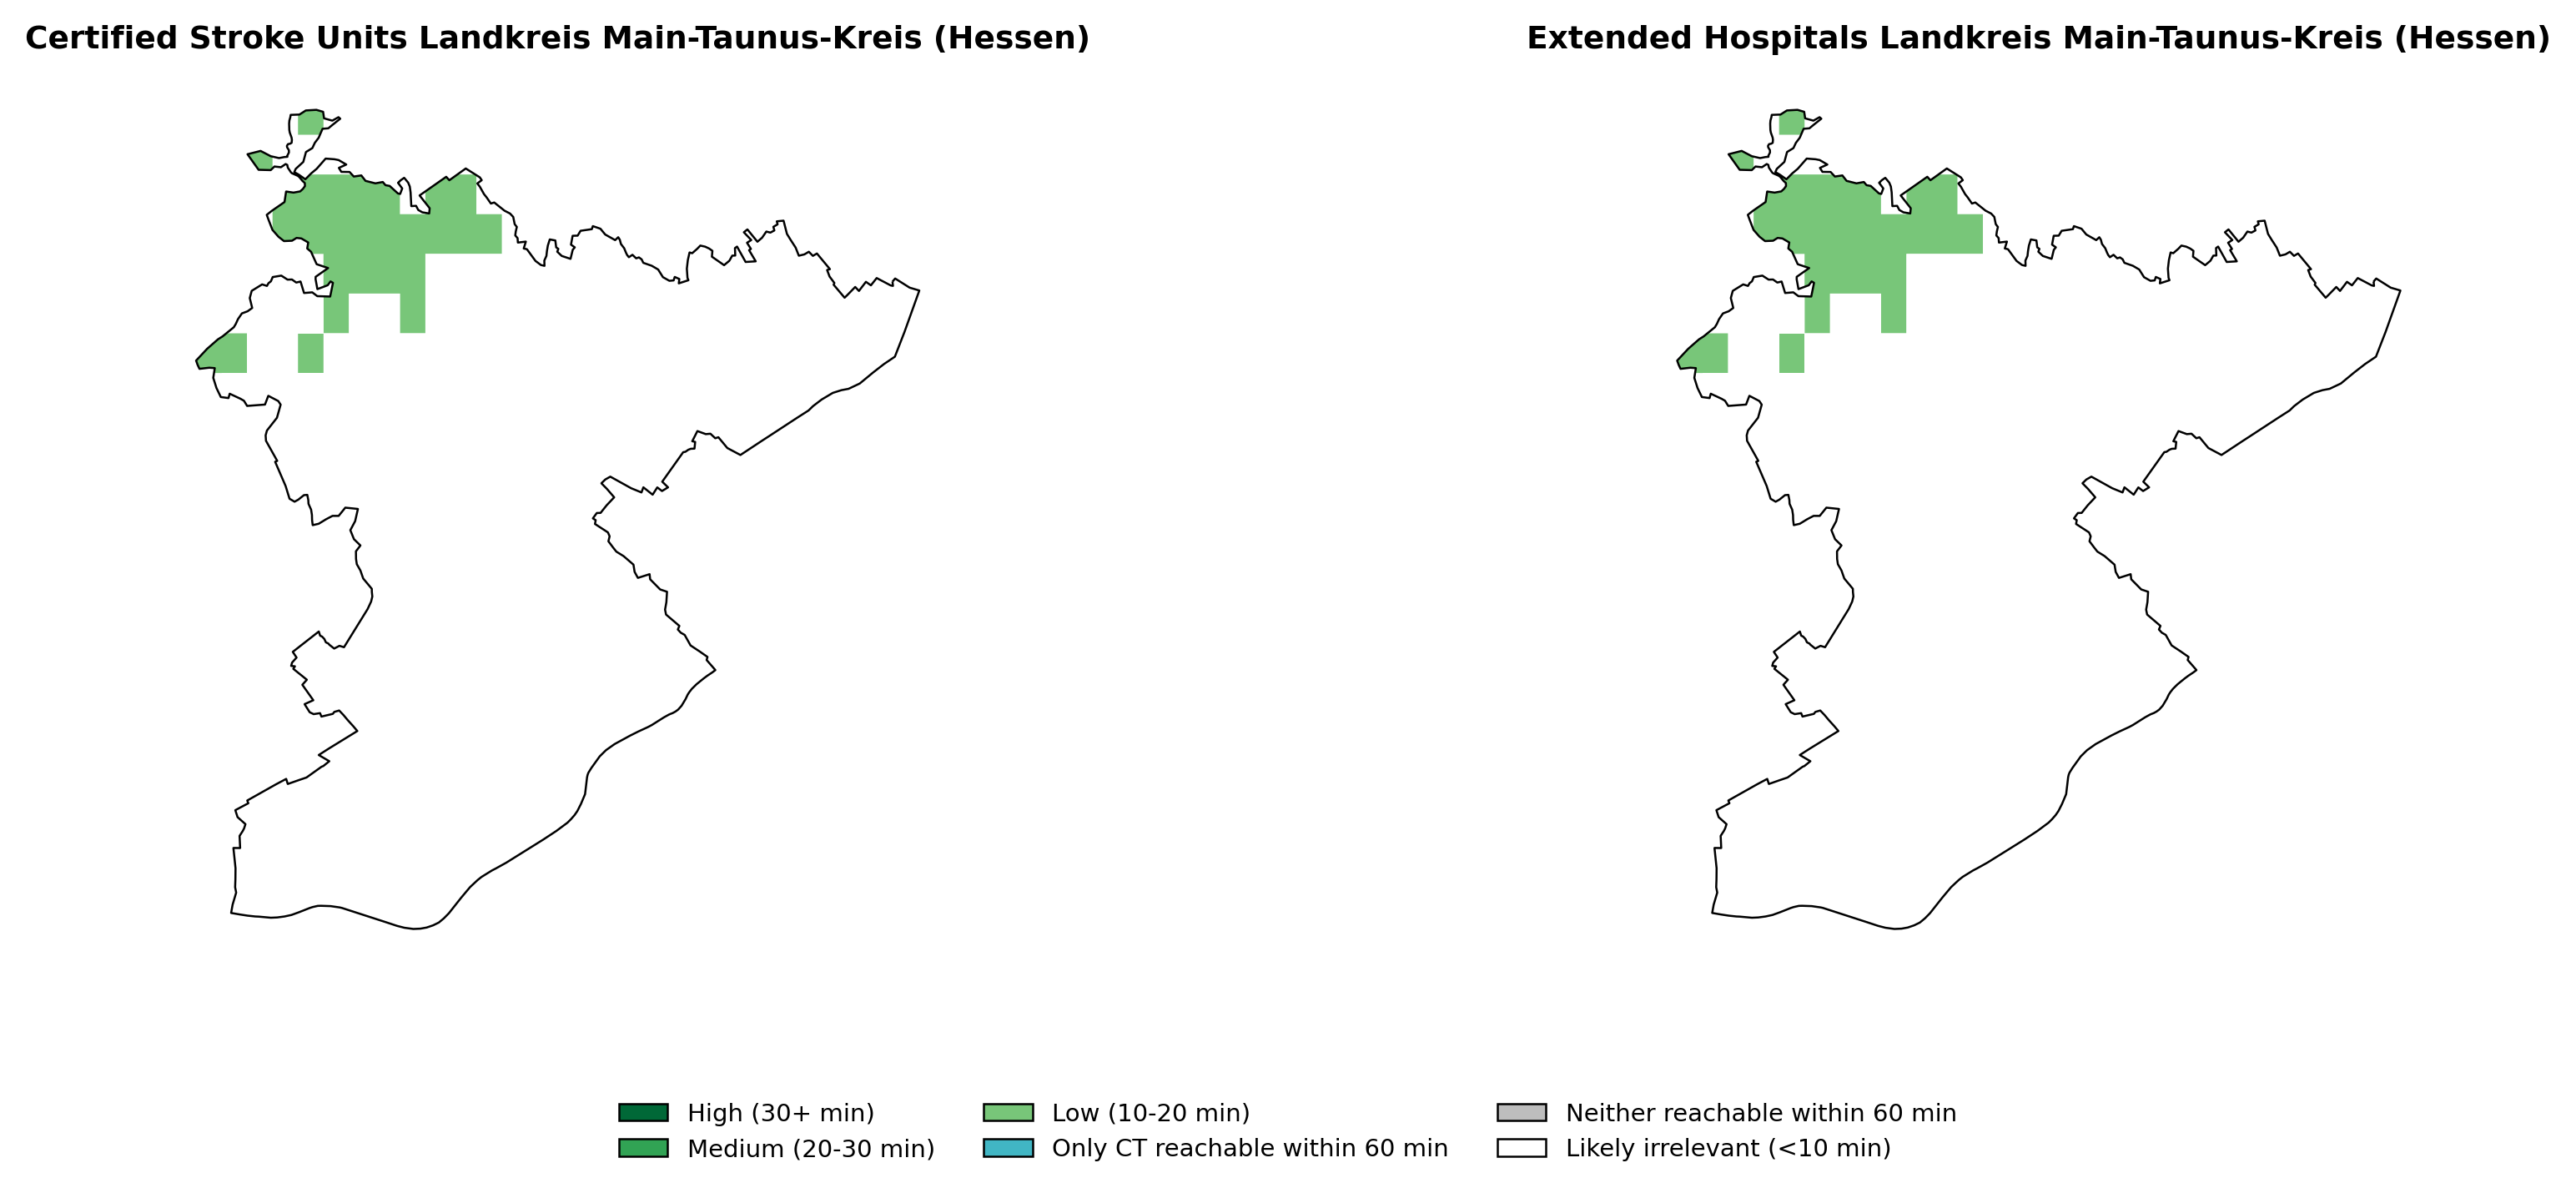 Certified Stroke Units Landkreis Main-Taunus-Kreis (Hessen)
Extended Hospitals Landkreis Main-Taunus-Kreis (Hessen)
High (30+ min)
Medium (20-30 min)
Low (10-20 min)
Only CT reachable within 60 min
Neither reachable within 60 min
Likely irrelevant (<10 min)